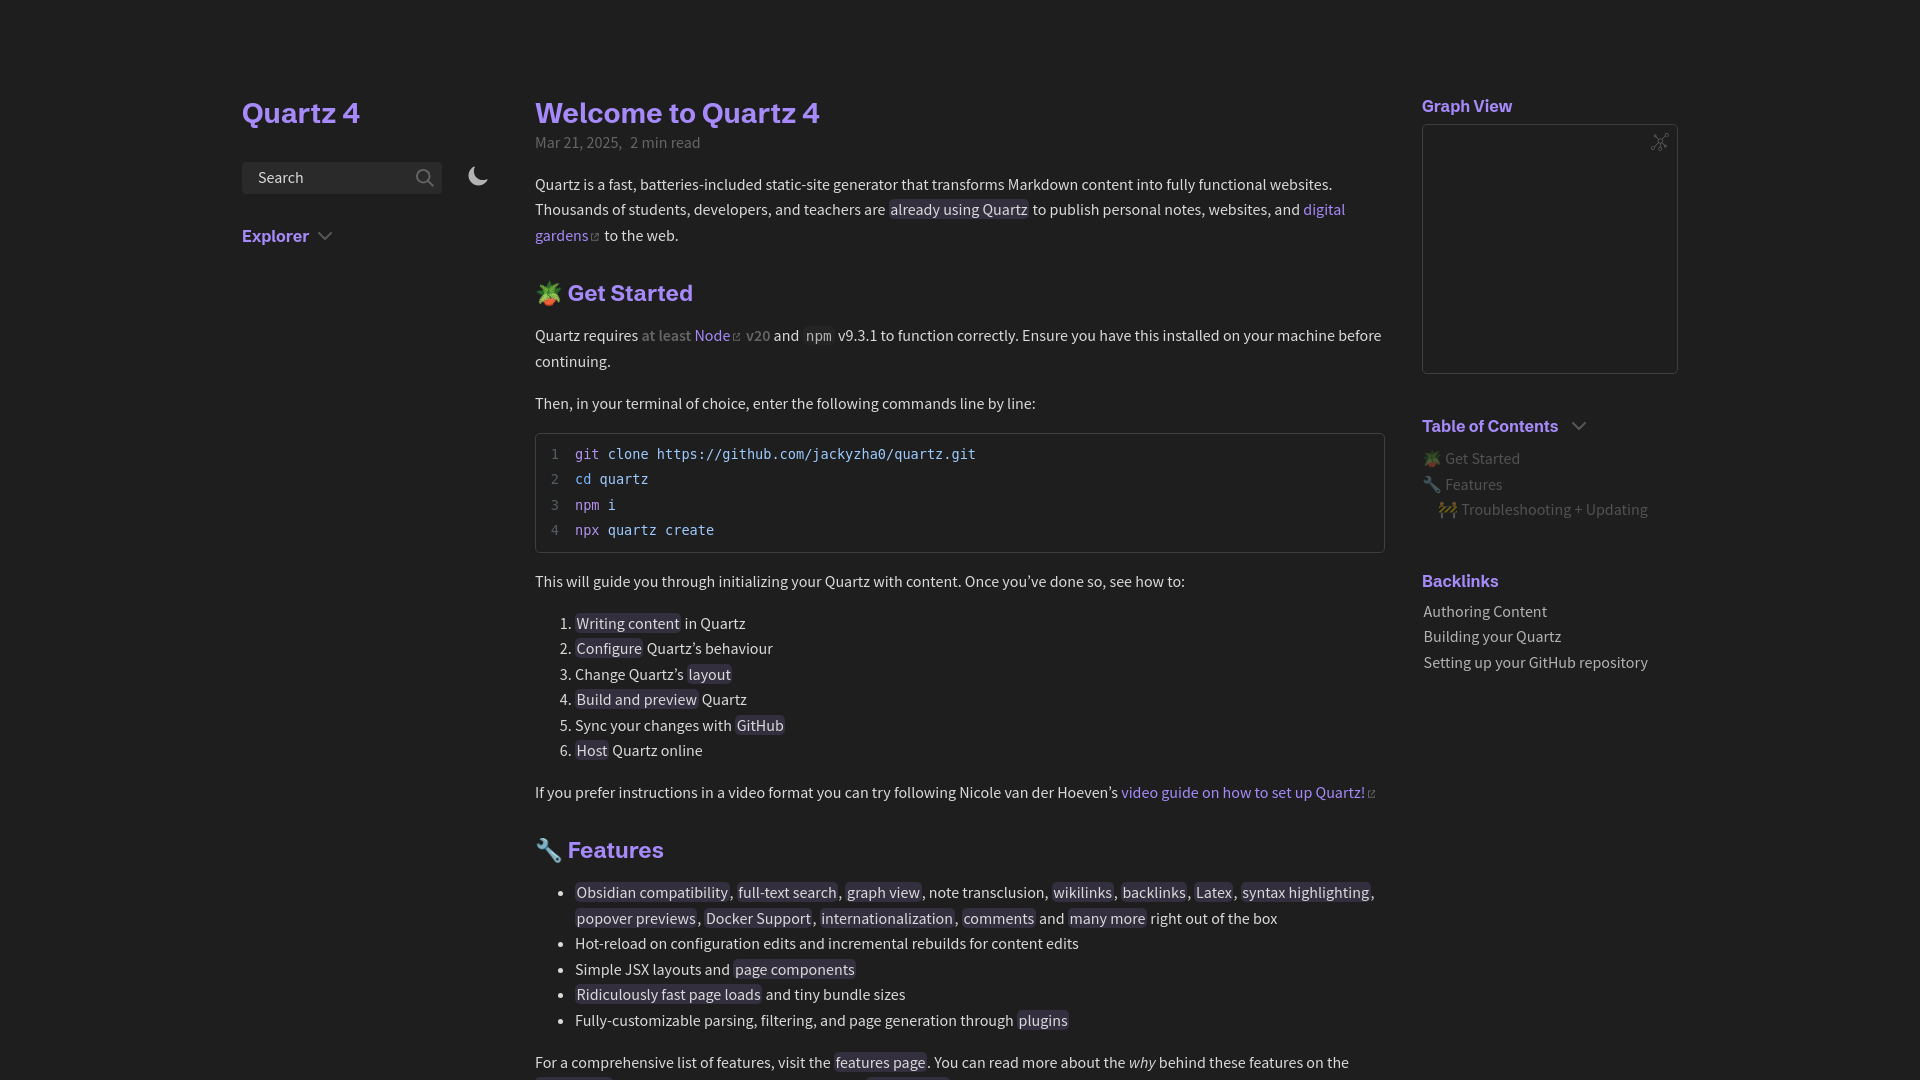 Quartz 4
Search
Explorer
Welcome to Quartz 4
Mar 21, 2025, 2 min read
Quartz is a fast, batteries-included static-site generator that transforms Markdown content into fully functional websites.
Thousands of students, developers, and teachers are already using Quartz to publish personal notes, websites, and digital
gardens to the web.
🪴 Get Started
Quartz requires at least Node v20 and npm v9.3.1 to function correctly. Ensure you have this installed on your machine before
continuing.
Then, in your terminal of choice, enter the following commands line by line:
1 git clone https://github.com/jackyzha0/quartz.git
2 cd quartz
3 npm i
4 npx quartz create
This will guide you through initializing your Quartz with content. Once you’ve done so, see how to:
1. Writing content in Quartz
2. Configure Quartz’s behaviour
3. Change Quartz’s layout
4. Build and preview Quartz
5. Sync your changes with GitHub
6. Host Quartz online
If you prefer instructions in a video format you can try following Nicole van der Hoeven’s video guide on how to set up Quartz!
🔧 Features
• Obsidian compatibility, full-text search, graph view, note transclusion, wikilinks, backlinks, Latex, syntax highlighting,
popover previews, Docker Support, internationalization, comments and many more right out of the box
• Hot-reload on configuration edits and incremental rebuilds for content edits
• Simple JSX layouts and page components
• Ridiculously fast page loads and tiny bundle sizes
• Fully-customizable parsing, filtering, and page generation through plugins
For a comprehensive list of features, visit the features page. You can read more about the why behind these features on the
Graph View
Table of Contents
🪴 Get Started
🔧 Features
🚧 Troubleshooting + Updating
Backlinks
Authoring Content
Building your Quartz
Setting up your GitHub repository